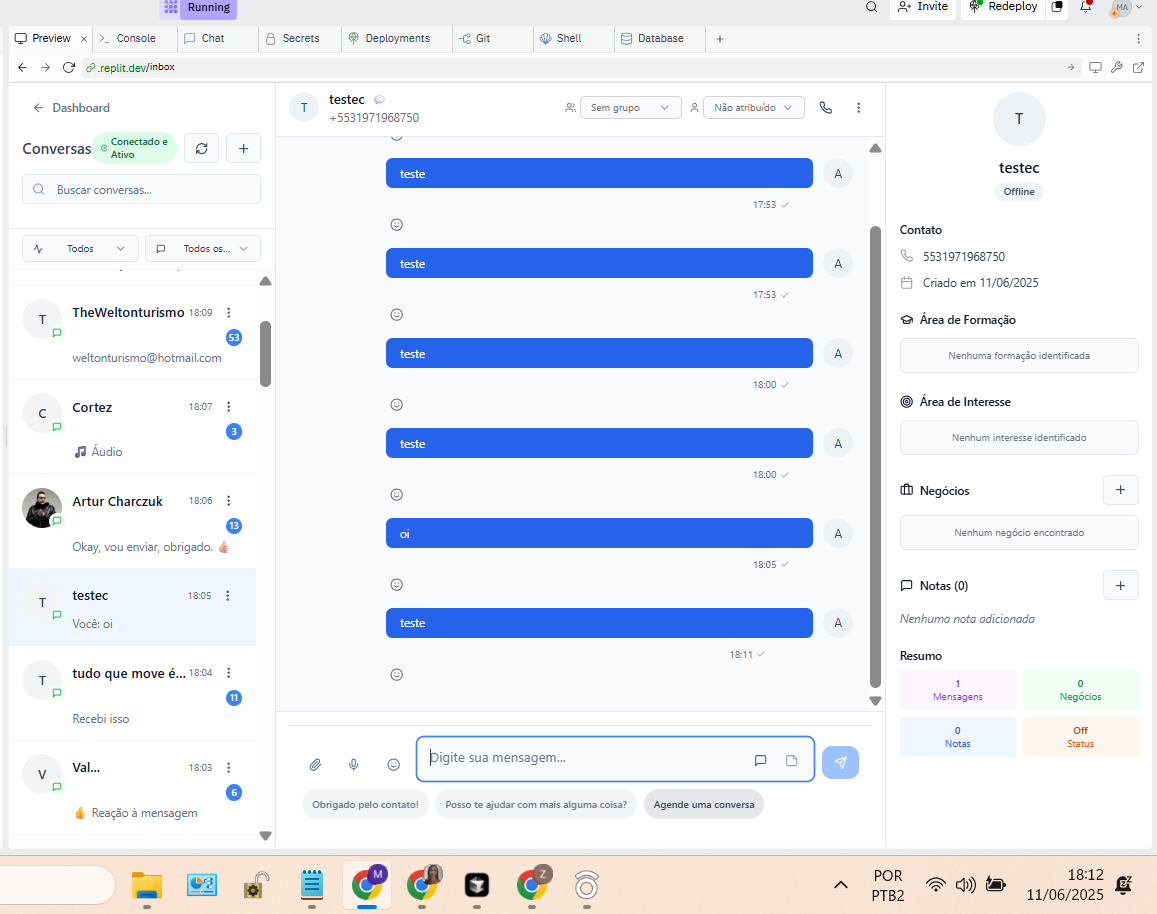 Running
Invite
Redeploy
MA
Preview
Console
Chat
Secrets
Deployments
Git
Shell
Database
.replit.dev/inbox
Dashboard
Conversas
Conectado e
Ativo
Buscar conversas...
Todos
Todos os...
T
TheWeltonturismo
18:09
53
weltonturismo@hotmail.com
C
Cortez
18:07
3
🎵 Áudio
Artur Charczuk
18:06
13
Okay, vou enviar, obrigado. 👍
T
testec
18:05
Você: oi
T
tudo que move é...
18:04
11
Recebi isso
V
Val...
18:03
6
👍 Reação à mensagem
T
testec
+5531971968750
Sem grupo
Não atribuído
teste
A
17:53
teste
A
17:53
teste
A
18:00
teste
A
18:00
oi
A
18:05
teste
A
18:11
Digite sua mensagem...
Obrigado pelo contato!
Posso te ajudar com mais alguma coisa?
Agende uma conversa
T
testec
Offline
Contato
5531971968750
Criado em 11/06/2025
Área de Formação
Nenhuma formação identificada
Área de Interesse
Nenhum interesse identificado
Negócios
Nenhum negócio encontrado
Notas (0)
Nenhuma nota adicionada
Resumo
1
Mensagens
0
Negócios
0
Notas
Off
Status
M
Z
POR
PTB2
18:12
11/06/2025